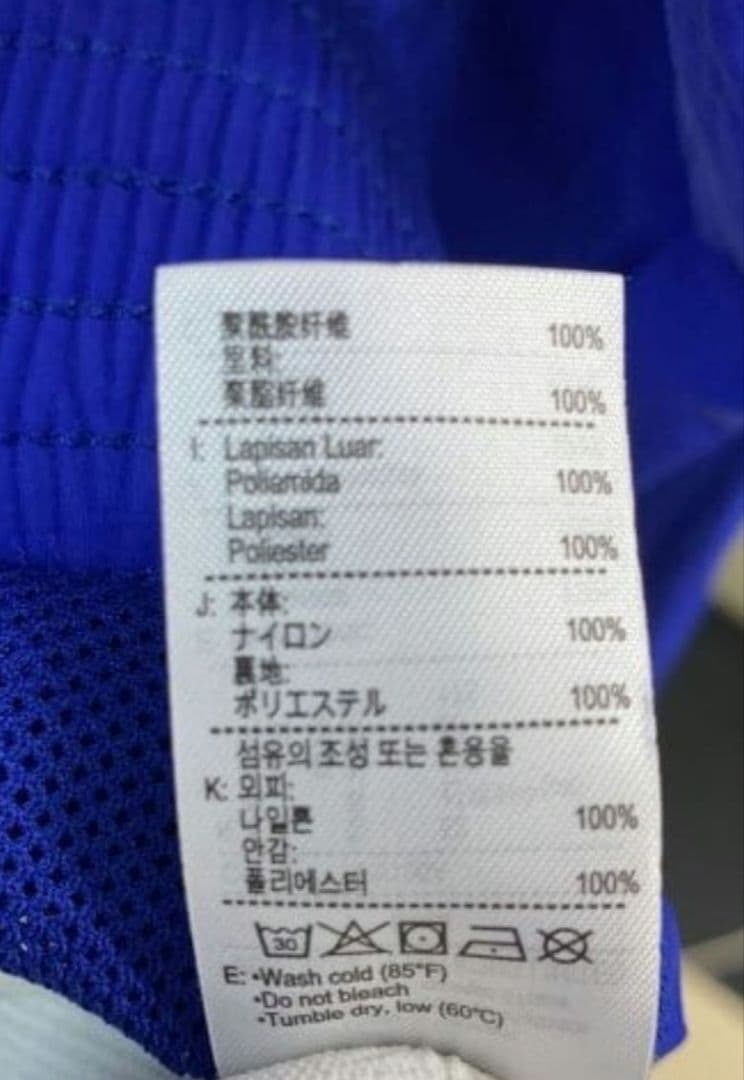 聚酰胺纤维 100%
里料:
聚酯纤维 100%
I: Lapisan Luar:
Poliamida 100%
Lapisan:
Poliester 100%
J: 本体:
ナイロン 100%
裏地:
ポリエステル 100%
섬유의 조성 또는 혼용율
K: 외피:
나일론 100%
안감:
폴리에스터 100%
30
E: •Wash cold (85°F)
•Do not bleach
•Tumble dry, low (60°C)